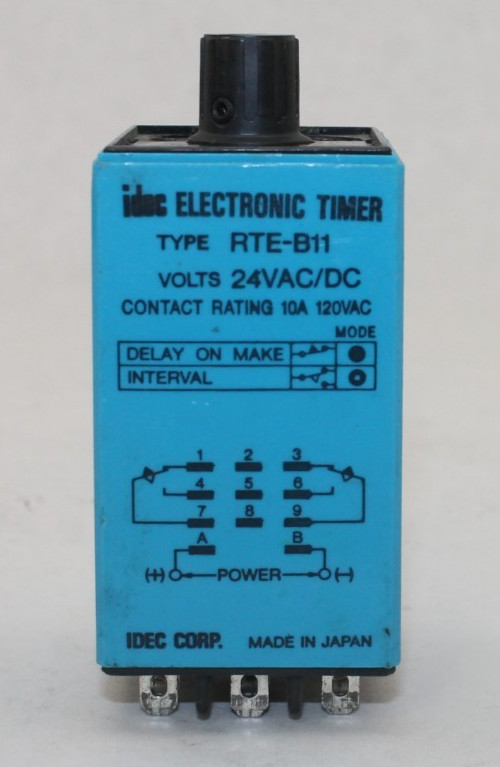 idec ELECTRONIC TIMER
TYPE RTE-B11
VOLTS 24VAC/DC
CONTACT RATING 10A 120VAC
MODE
DELAY ON MAKE
INTERVAL
1 2 3
4 5 6
7 8 9
A B
(+) POWER (−)
IDEC CORP. MADE IN JAPAN